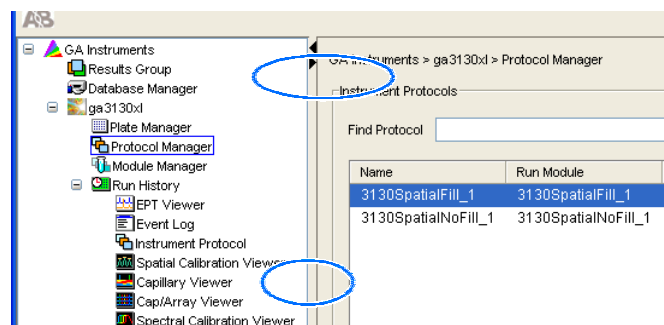 AB
GA Instruments
Results Group
Database Manager
ga3130xl
Plate Manager
Protocol Manager
Module Manager
Run History
EPT Viewer
Event Log
Instrument Protocol
Spatial Calibration Viewer
Capillary Viewer
Cap/Array Viewer
Spectral Calibration Viewer
GA Instruments > ga3130xl > Protocol Manager
Instrument Protocols
Find Protocol
Name Run Module
3130SpatialFill_1 3130SpatialFill_1
3130SpatialNoFill_1 3130SpatialNoFill_1